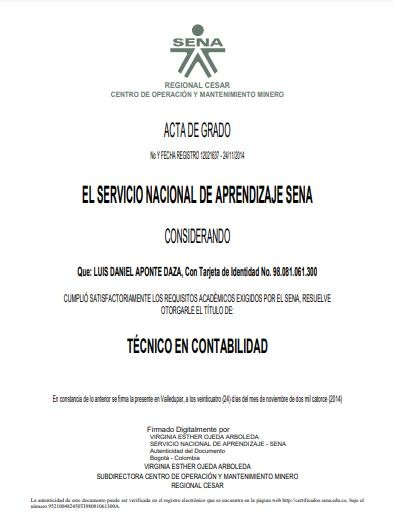 SENA
REGIONAL CESAR
CENTRO DE OPERACIÓN Y MANTENIMIENTO MINERO
ACTA DE GRADO
No Y FECHA REGISTRO 12021637 - 24/11/2014
EL SERVICIO NACIONAL DE APRENDIZAJE SENA
CONSIDERANDO
Que: LUIS DANIEL APONTE DAZA, Con Tarjeta de Identidad No. 98.081.061.300
CUMPLIÓ SATISFACTORIAMENTE LOS REQUISITOS ACADÉMICOS EXIGIDOS POR EL SENA, RESUELVE
OTORGARLE EL TÍTULO DE:
TÉCNICO EN CONTABILIDAD
En constancia de lo anterior se firma la presente en Valledupar, a los veinticuatro (24) días del mes de noviembre de dos mil catorce (2014)
Firmado Digitalmente por
VIRGINIA ESTHER OJEDA ARBOLEDA
SERVICIO NACIONAL DE APRENDIZAJE - SENA
Autenticidad del Documento
Bogotá - Colombia
VIRGINIA ESTHER OJEDA ARBOLEDA
SUBDIRECTORA CENTRO DE OPERACIÓN Y MANTENIMIENTO MINERO
REGIONAL CESAR
La autenticidad de este documento puede ser verificada en el registro electrónico que se encuentra en la página web http://certificados.sena.edu.co, bajo el
número 952100482450TI98081061300A.